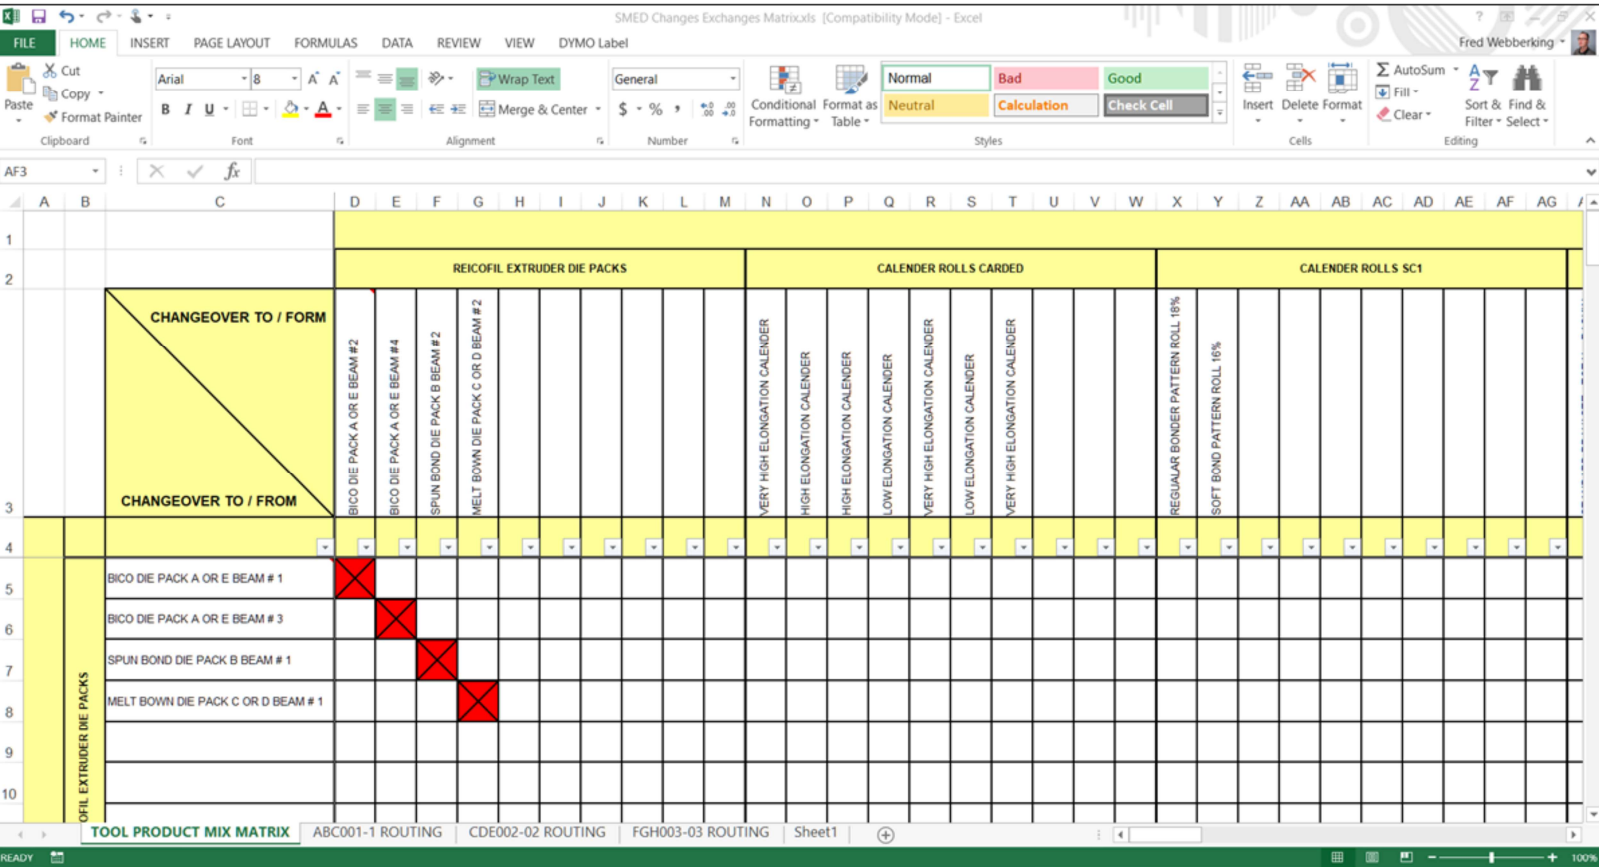 SMED Changes Exchanges Matrix.xls [Compatibility Mode] - Excel
?
FILE HOME INSERT PAGE LAYOUT FORMULAS DATA REVIEW VIEW DYMO Label
Fred Webberking
Paste
Cut
Copy
Format Painter
Clipboard
Arial 8 A A
B I U A
Font
Wrap Text
Merge & Center
Alignment
General
$ % , .0 .00 .00 .0
Number
Conditional Formatting
Format as Table
Normal Bad Good
Neutral Calculation Check Cell
Styles
Insert Delete Format
Cells
AutoSum
Fill
Clear
Sort & Filter
Find & Select
Editing
AF3 fx
A B C D E F G H I J K L M N O P Q R S T U V W X Y Z AA AB AC AD AE AF AG
1
2
REICOFIL EXTRUDER DIE PACKS
CALENDER ROLLS CARDED
CALENDER ROLLS SC1
3
CHANGEOVER TO / FORM
CHANGEOVER TO / FROM
BICO DIE PACK A OR E BEAM #2
BICO DIE PACK A OR E BEAM #4
SPUN BOND DIE PACK B BEAM # 2
MELT BOWN DIE PACK C OR D BEAM # 2
VERY HIGH ELONGATION CALENDER
HIGH ELONGATION CALENDER
HIGH ELONGATION CALENDER
LOW ELONGATION CALENDER
VERY HIGH ELONGATION CALENDER
LOW ELONGATION CALENDER
VERY HIGH ELONGATION CALENDER
REGUALAR BONDER PATTERN ROLL 18%
SOFT BOND PATTERN ROLL 16%
4
OFIL EXTRUDER DIE PACKS
5 BICO DIE PACK A OR E BEAM # 1
6 BICO DIE PACK A OR E BEAM # 3
7 SPUN BOND DIE PACK B BEAM # 1
8 MELT BOWN DIE PACK C OR D BEAM # 1
9
10
TOOL PRODUCT MIX MATRIX ABC001-1 ROUTING CDE002-02 ROUTING FGH003-03 ROUTING Sheet1
READY
100%